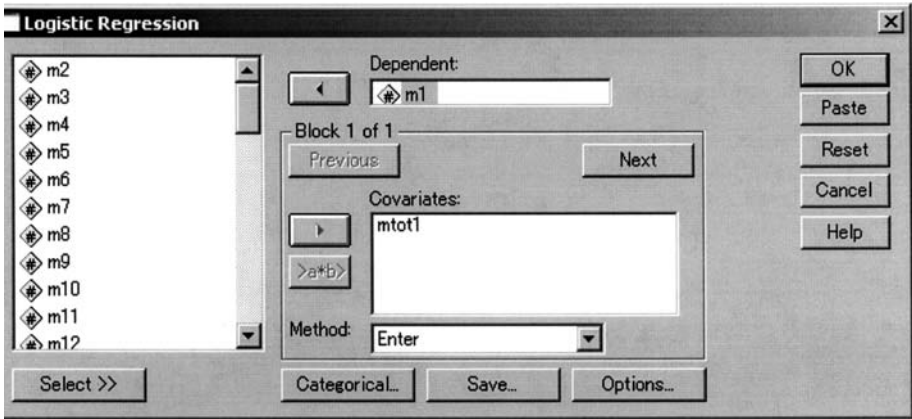 Logistic Regression
m2
m3
m4
m5
m6
m7
m8
m9
m10
m11
m12
Select >>
Dependent:
# m1
Block 1 of 1
Previous
Next
Covariates:
mtot1
>a*b>
Method:
Enter
Categorical...
Save...
Options...
OK
Paste
Reset
Cancel
Help